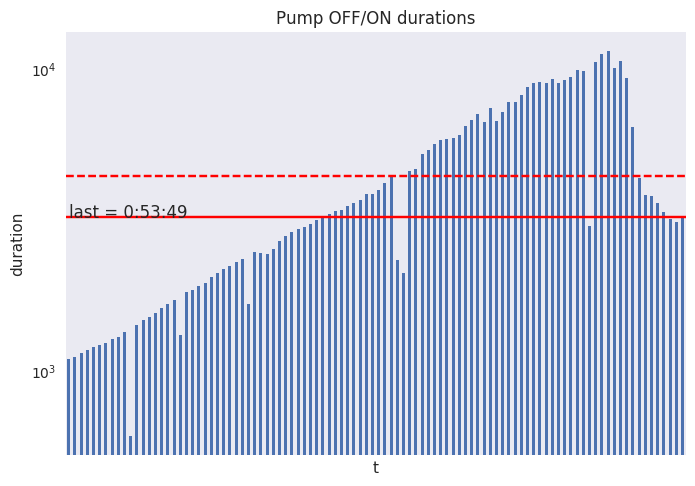 Pump OFF/ON durations
10⁴
last = 0:53:49
duration
10³
t